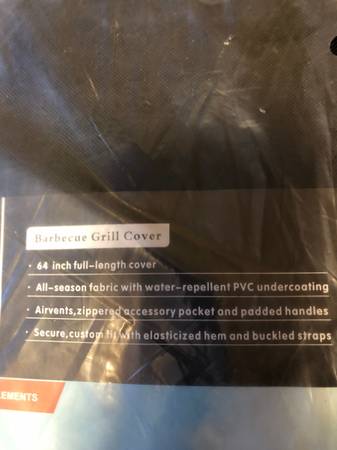 Barbecue Grill Cover
· 64 inch full-length cover
· All-season fabric with water-repellent PVC undercoating
· Airvents,zippered accessory pocket and padded handles
· Secure,custom fit with elasticized hem and buckled straps
EMENTS